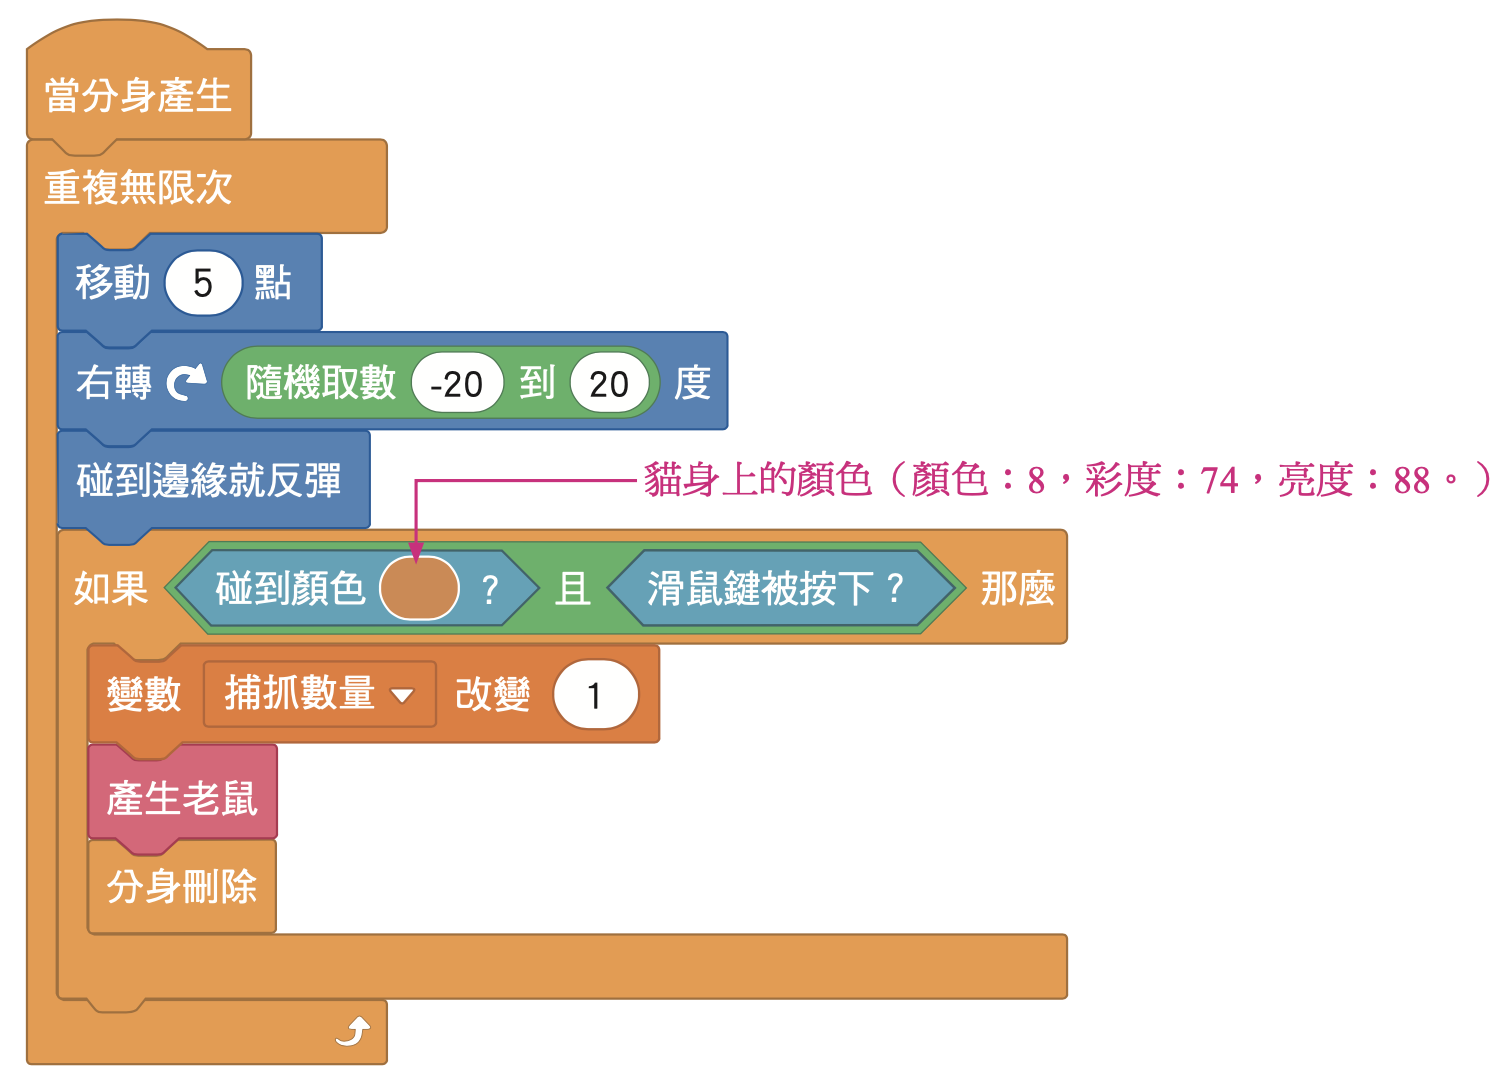 當分身產生
重複無限次
移動 5 點
右轉 隨機取數 -20 到 20 度
碰到邊緣就反彈
貓身上的顏色（顏色：8，彩度：74，亮度：88。）
如果 碰到顏色 ？ 且 滑鼠鍵被按下？ 那麼
變數 捕抓數量 改變 1
產生老鼠
分身刪除